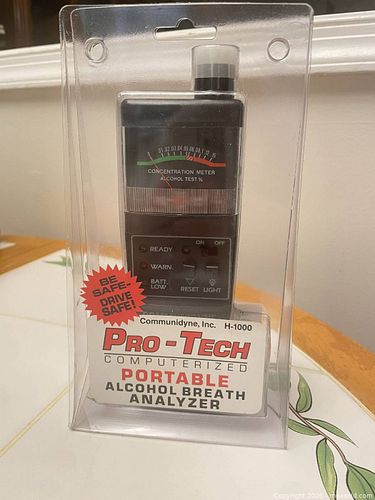 CONCENTRATION METER
ALCOHOL TEST %
ON OFF
READY
WARN.
BATT. LOW
RESET LIGHT
BE
SAFE-
DRIVE
SAFE!
Communidyne, Inc. H-1000
PRO-TECH
COMPUTERIZED
PORTABLE
ALCOHOL BREATH
ANALYZER